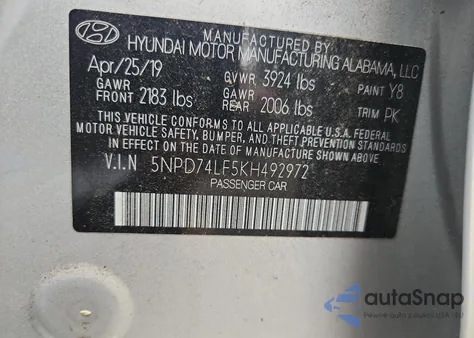 MANUFACTURED BY
HYUNDAI MOTOR MANUFACTURING ALABAMA, LLC
Apr/25/19 GVWR 3924 lbs PAINT Y8
GAWR FRONT 2183 lbs GAWR REAR 2006 lbs TRIM PK
THIS VEHICLE CONFORMS TO ALL APPLICABLE U.S.A FEDERAL
MOTOR VEHICLE SAFETY, BUMPER, AND THEFT PREVENTION STANDARDS
IN EFFECT ON THE DATE OF MANUFACTURE SHOWN ABOVE.
V.I.N 5NPD74LF5KH492972
PASSENGER CAR
autoSnap